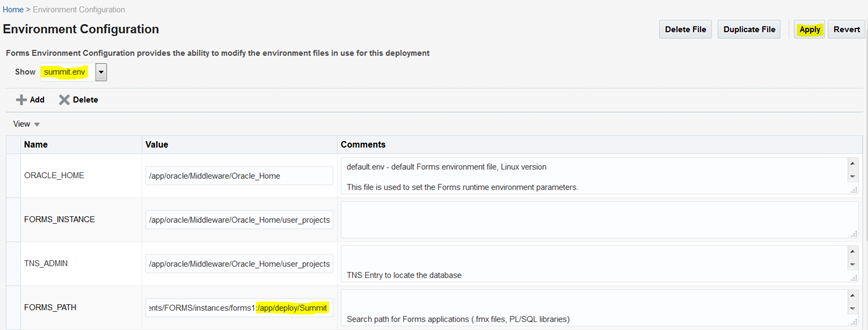 Home > Environment Configuration
Environment Configuration
Delete File Duplicate File Apply Revert
Forms Environment Configuration provides the ability to modify the environment files in use for this deployment
Show summit.env
Add Delete
View
Name Value Comments
ORACLE_HOME /app/oracle/Middleware/Oracle_Home default.env - default Forms environment file, Linux version
This file is used to set the Forms runtime environment parameters.
FORMS_INSTANCE /app/oracle/Middleware/Oracle_Home/user_projects
TNS_ADMIN /app/oracle/Middleware/Oracle_Home/user_projects
TNS Entry to locate the database
FORMS_PATH ents/FORMS/instances/forms1:/app/deploy/Summit
Search path for Forms applications (.fmx files, PL/SQL libraries)